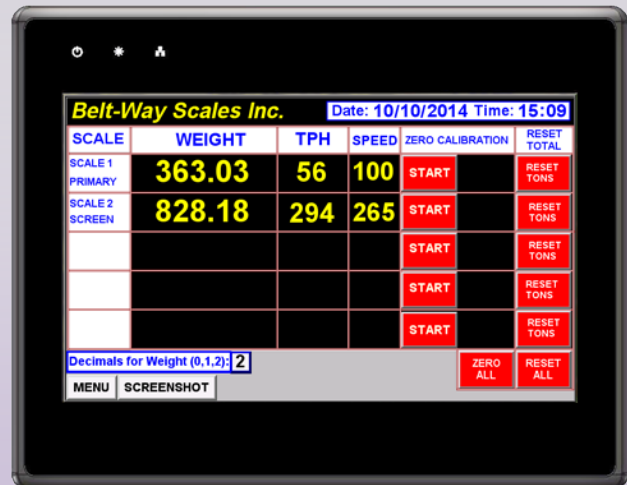 Belt-Way Scales Inc. Date: 10/10/2014 Time: 15:09
SCALE WEIGHT TPH SPEED ZERO CALIBRATION RESET TOTAL
SCALE 1 PRIMARY 363.03 56 100 START RESET TONS
SCALE 2 SCREEN 828.18 294 265 START RESET TONS
START RESET TONS
START RESET TONS
START RESET TONS
Decimals for Weight (0,1,2): 2
ZERO ALL RESET ALL
MENU SCREENSHOT